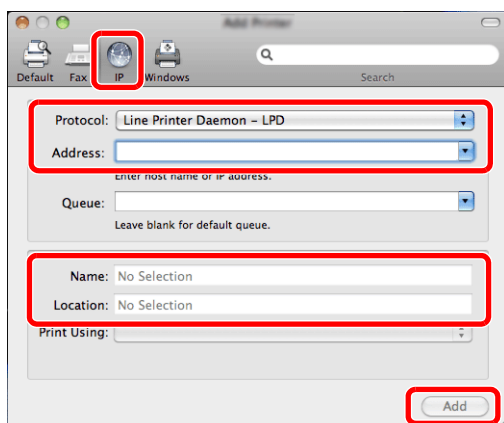 Add Printer
Default Fax IP Windows Search
Protocol: Line Printer Daemon – LPD
Address:
Enter host name or IP address.
Queue:
Leave blank for default queue.
Name: No Selection
Location: No Selection
Print Using:
Add